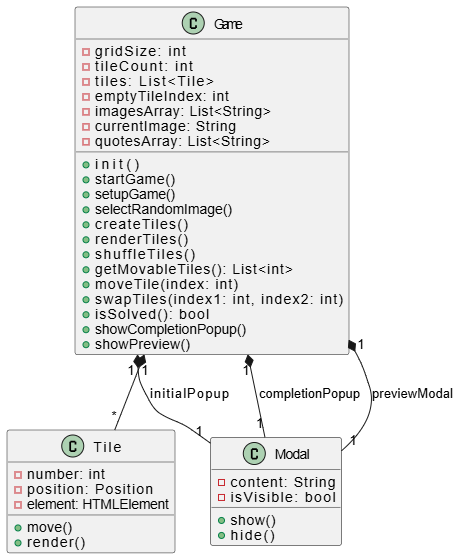 C Game
gridSize: int
tileCount: int
tiles: List<Tile>
emptyTileIndex: int
imagesArray: List<String>
currentImage: String
quotesArray: List<String>
init()
startGame()
setupGame()
selectRandomImage()
createTiles()
renderTiles()
shuffleTiles()
getMovableTiles(): List<int>
moveTile(index: int)
swapTiles(index1: int, index2: int)
isSolved(): bool
showCompletionPopup()
showPreview()
1 1 1 1
initialPopup completionPopup previewModal
* 1 1 1
C Tile
number: int
position: Position
element: HTMLElement
move()
render()
C Modal
content: String
isVisible: bool
show()
hide()